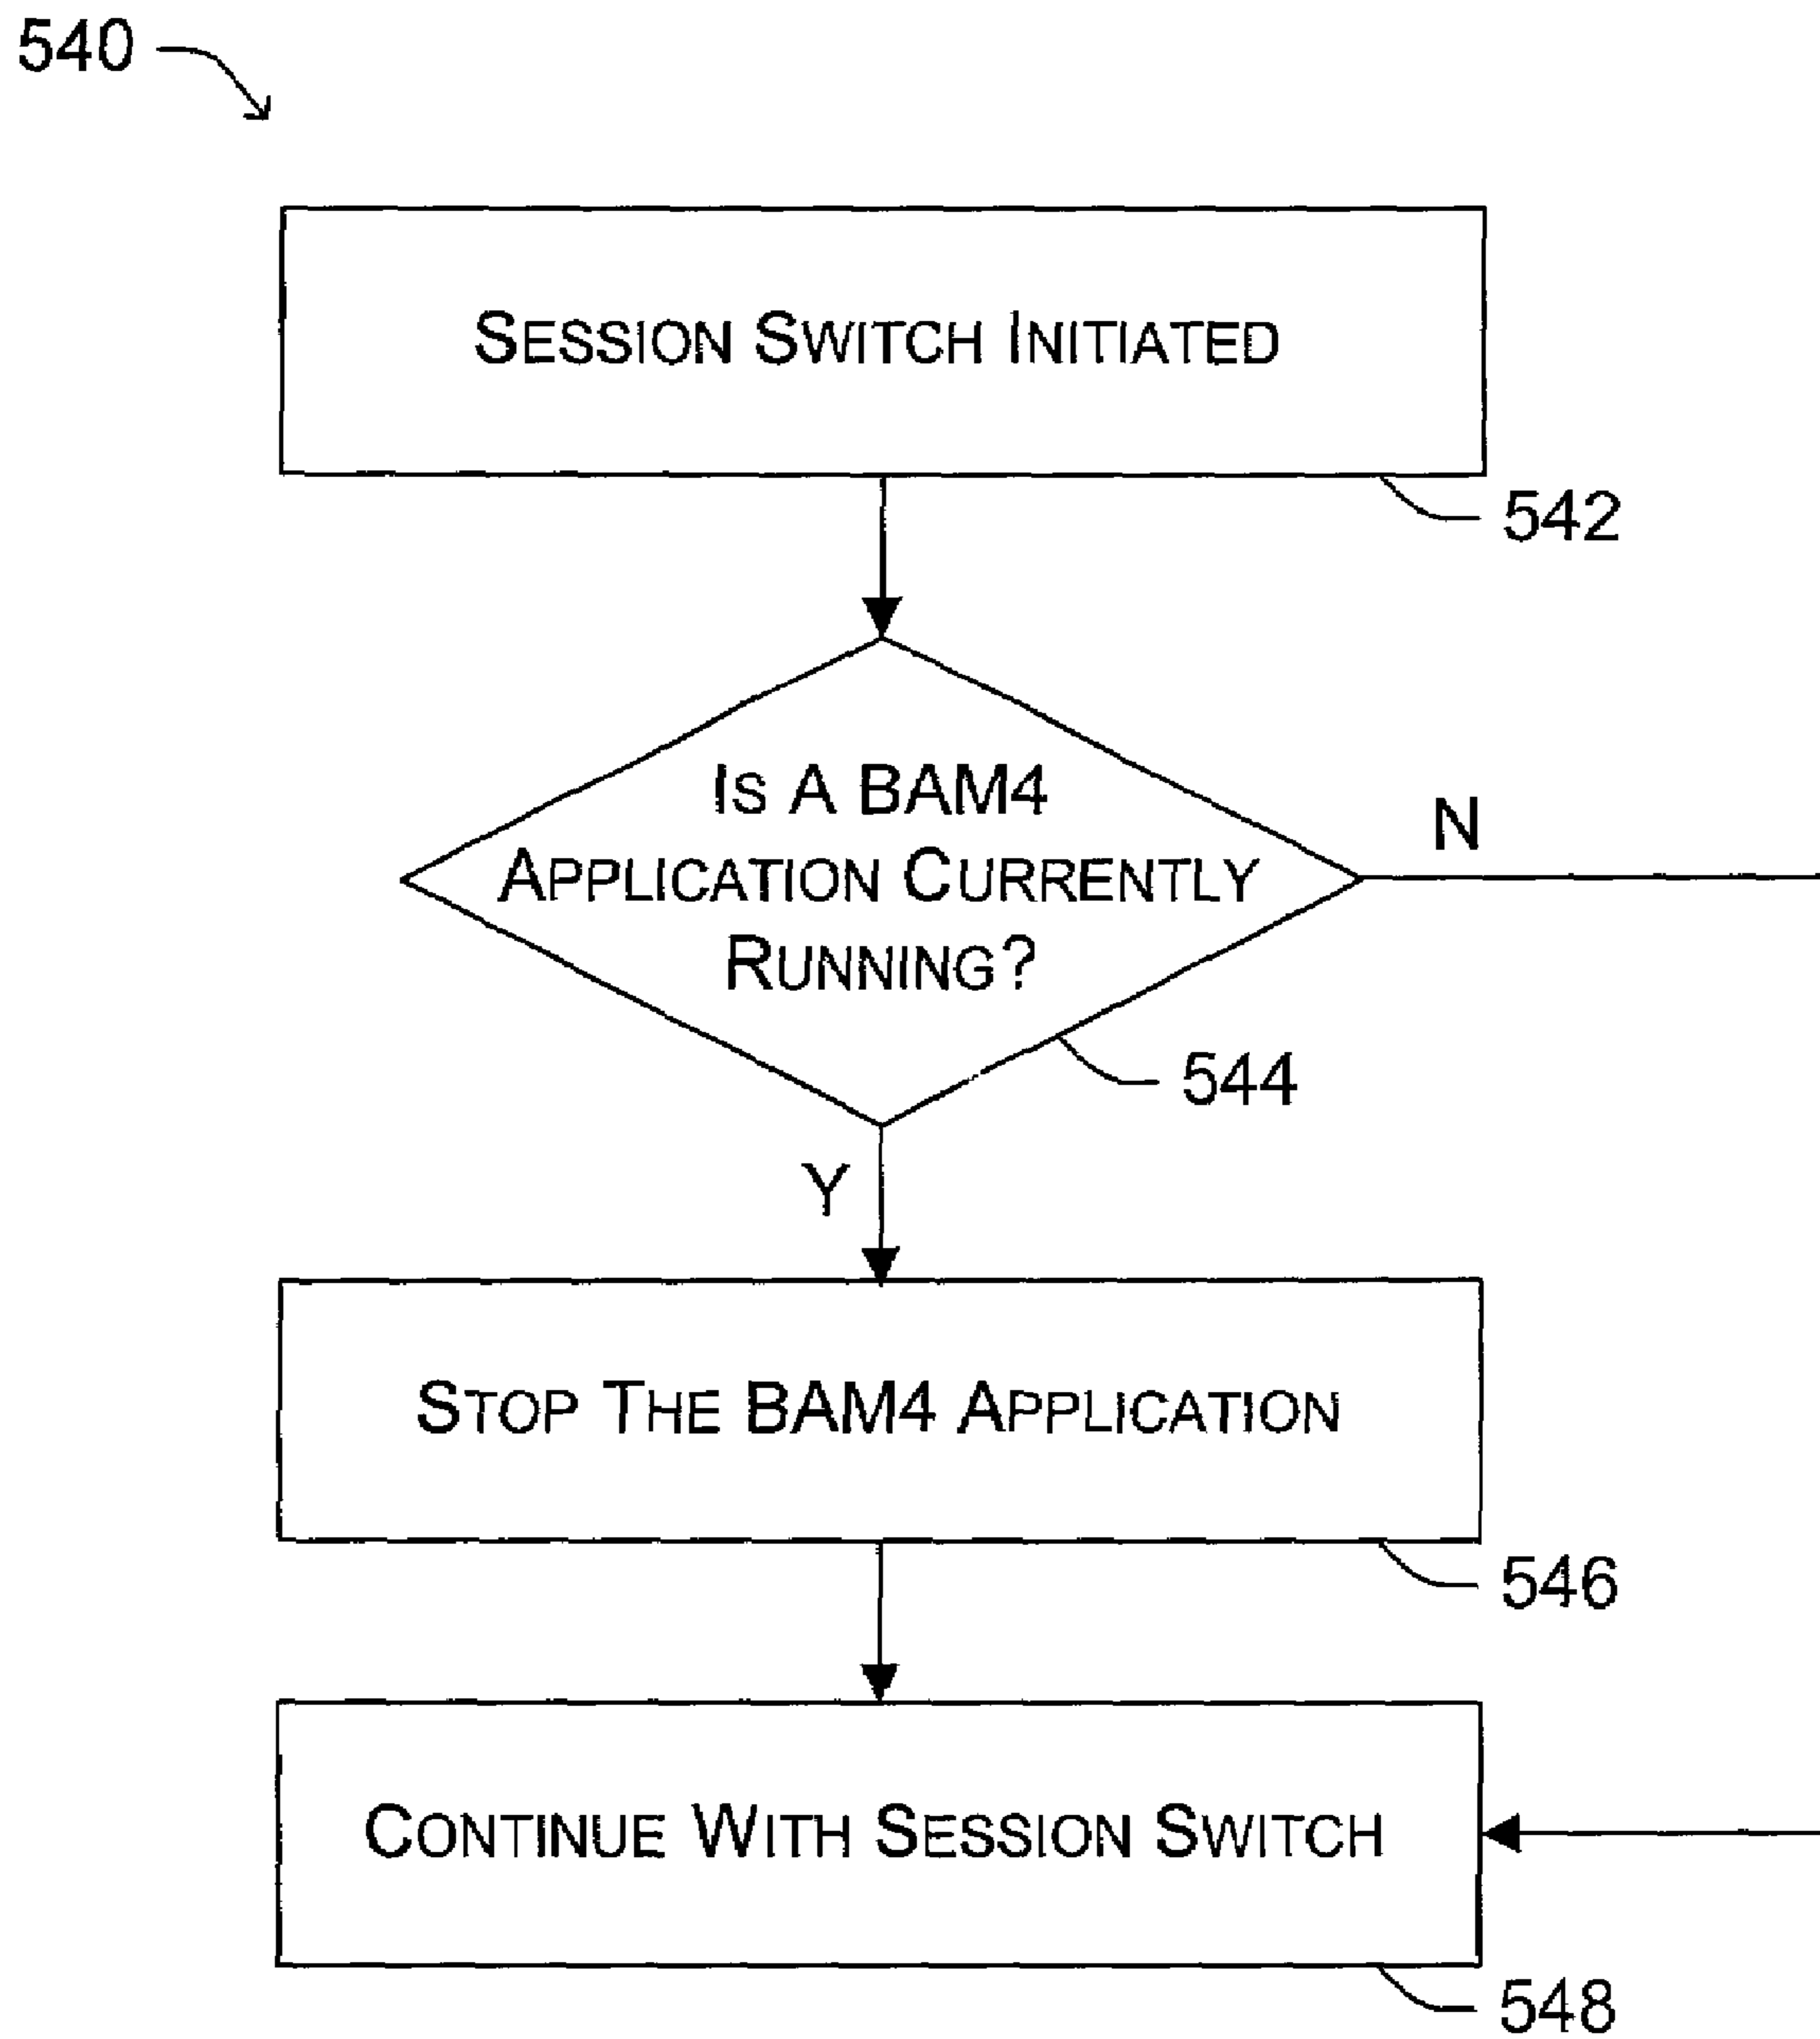 540
SESSION SWITCH INITIATED
542
IS A BAM4
APPLICATION CURRENTLY
RUNNING?
N
544
Y
STOP THE BAM4 APPLICATION
546
CONTINUE WITH SESSION SWITCH
548